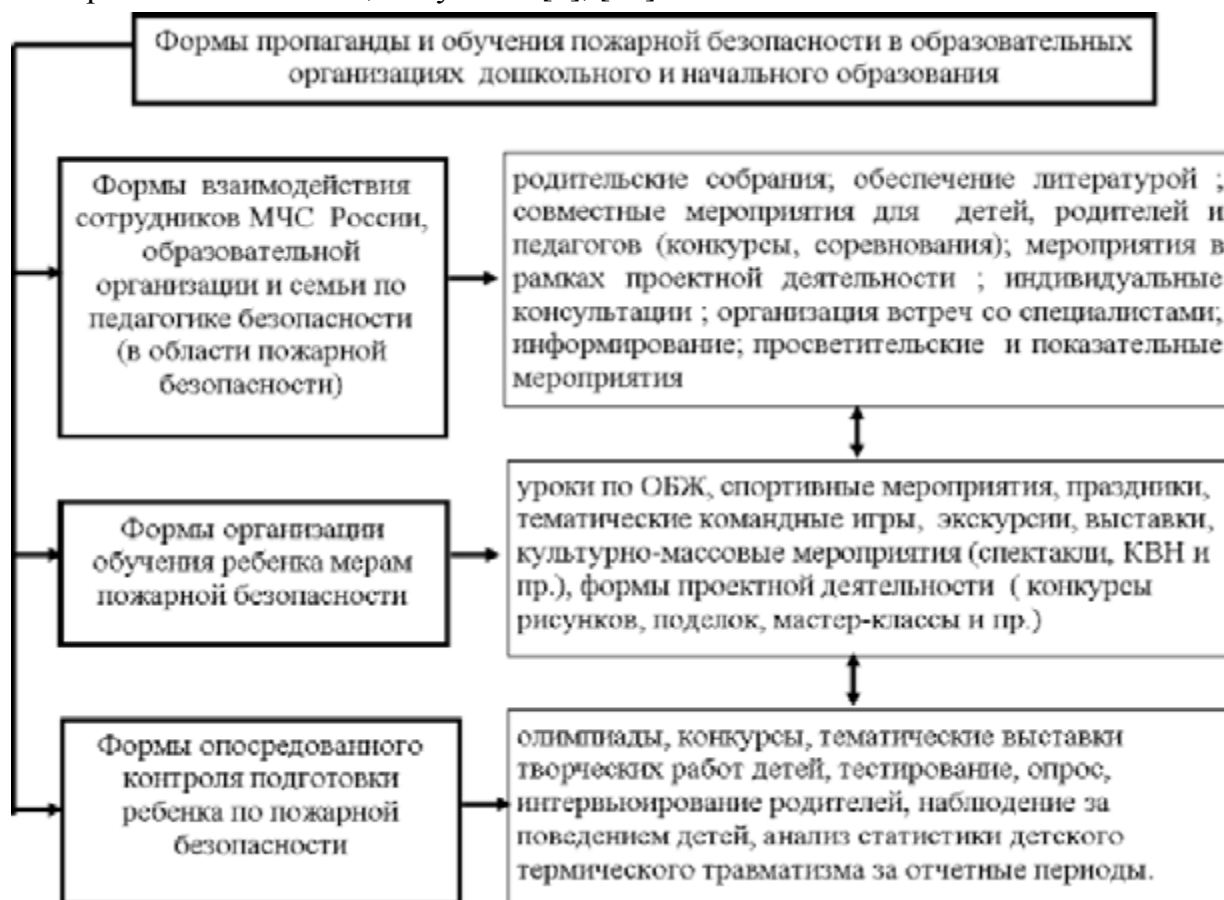 Формы пропаганды и обучения пожарной безопасности в образовательных
организациях дошкольного и начального образования
Формы взаимодействия
сотрудников МЧС России,
образовательной
организации и семьи по
педагогике безопасности
(в области пожарной
безопасности)
родительские собрания; обеспечение литературой ;
совместные мероприятия для детей, родителей и
педагогов (конкурсы, соревнования); мероприятия в
рамках проектной деятельности ; индивидуальные
консультации ; организация встреч со специалистами;
информирование; просветительские и показательные
мероприятия
Формы организации
обучения ребенка мерам
пожарной безопасности
уроки по ОБЖ, спортивные мероприятия, праздники,
тематические командные игры, экскурсии, выставки,
культурно-массовые мероприятия (спектакли, КВН и
пр.), формы проектной деятельности ( конкурсы
рисунков, поделок, мастер-классы и пр.)
Формы опосредованного
контроля подготовки
ребенка по пожарной
безопасности
олимпиады, конкурсы, тематические выставки
творческих работ детей, тестирование, опрос,
интервьюирование родителей, наблюдение за
поведением детей, анализ статистики детского
термического травматизма за отчетные периоды.